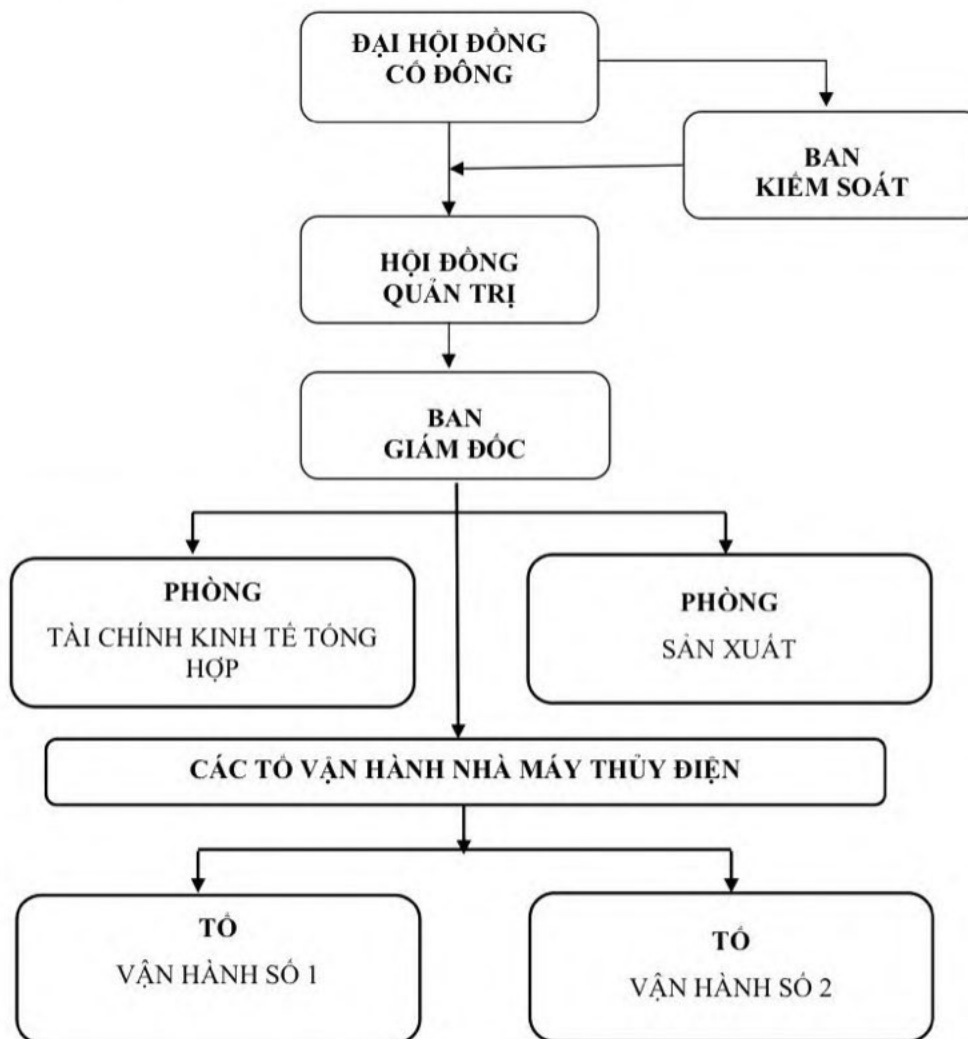 ĐẠI HỘI ĐỒNG
CỔ ĐÔNG
BAN
KIỂM SOÁT
HỘI ĐỒNG
QUẢN TRỊ
BAN
GIÁM ĐỐC
PHÒNG
TÀI CHÍNH KINH TẾ TỔNG
HỢP
PHÒNG
SẢN XUẤT
CÁC TỔ VẬN HÀNH NHÀ MÁY THỦY ĐIỆN
TỔ
VẬN HÀNH SỐ 1
TỔ
VẬN HÀNH SỐ 2